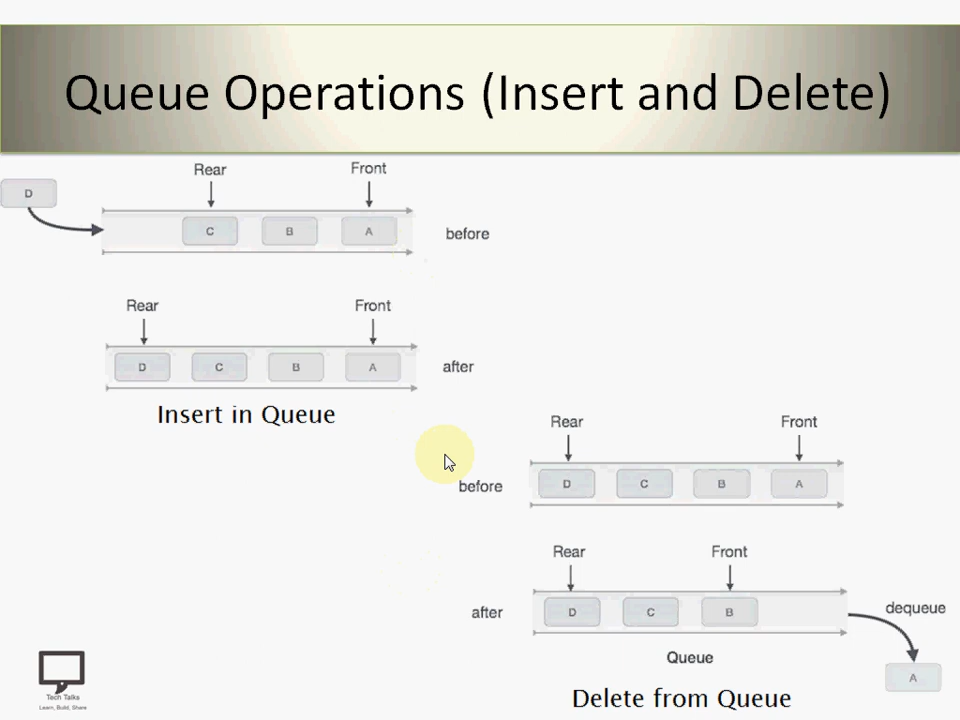 Queue Operations (Insert and Delete)
Rear Front
D
C B A before
Rear Front
D C B A after
Insert in Queue
Rear Front
before D C B A
Rear Front
after D C B dequeue
Queue
A
Delete from Queue
Tech Talks
Learn, Build, Share